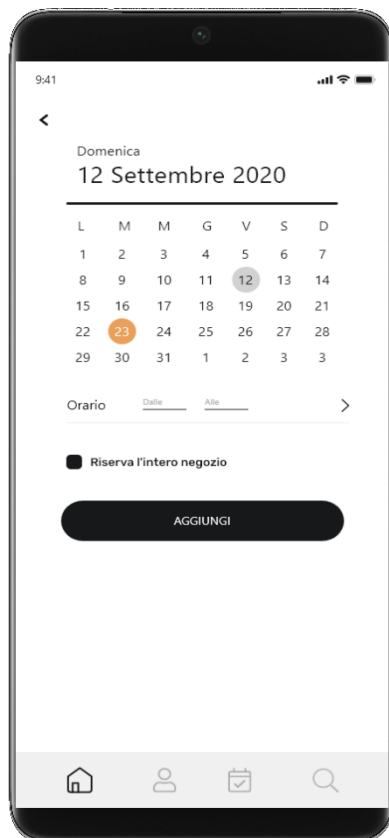 9:41
Domenica
12 Settembre 2020
L M M G V S D
1 2 3 4 5 6 7
8 9 10 11 12 13 14
15 16 17 18 19 20 21
22 23 24 25 26 27 28
29 30 31 1 2 3 3
Orario Dalle Alle
Riserva l'intero negozio
AGGIUNGI